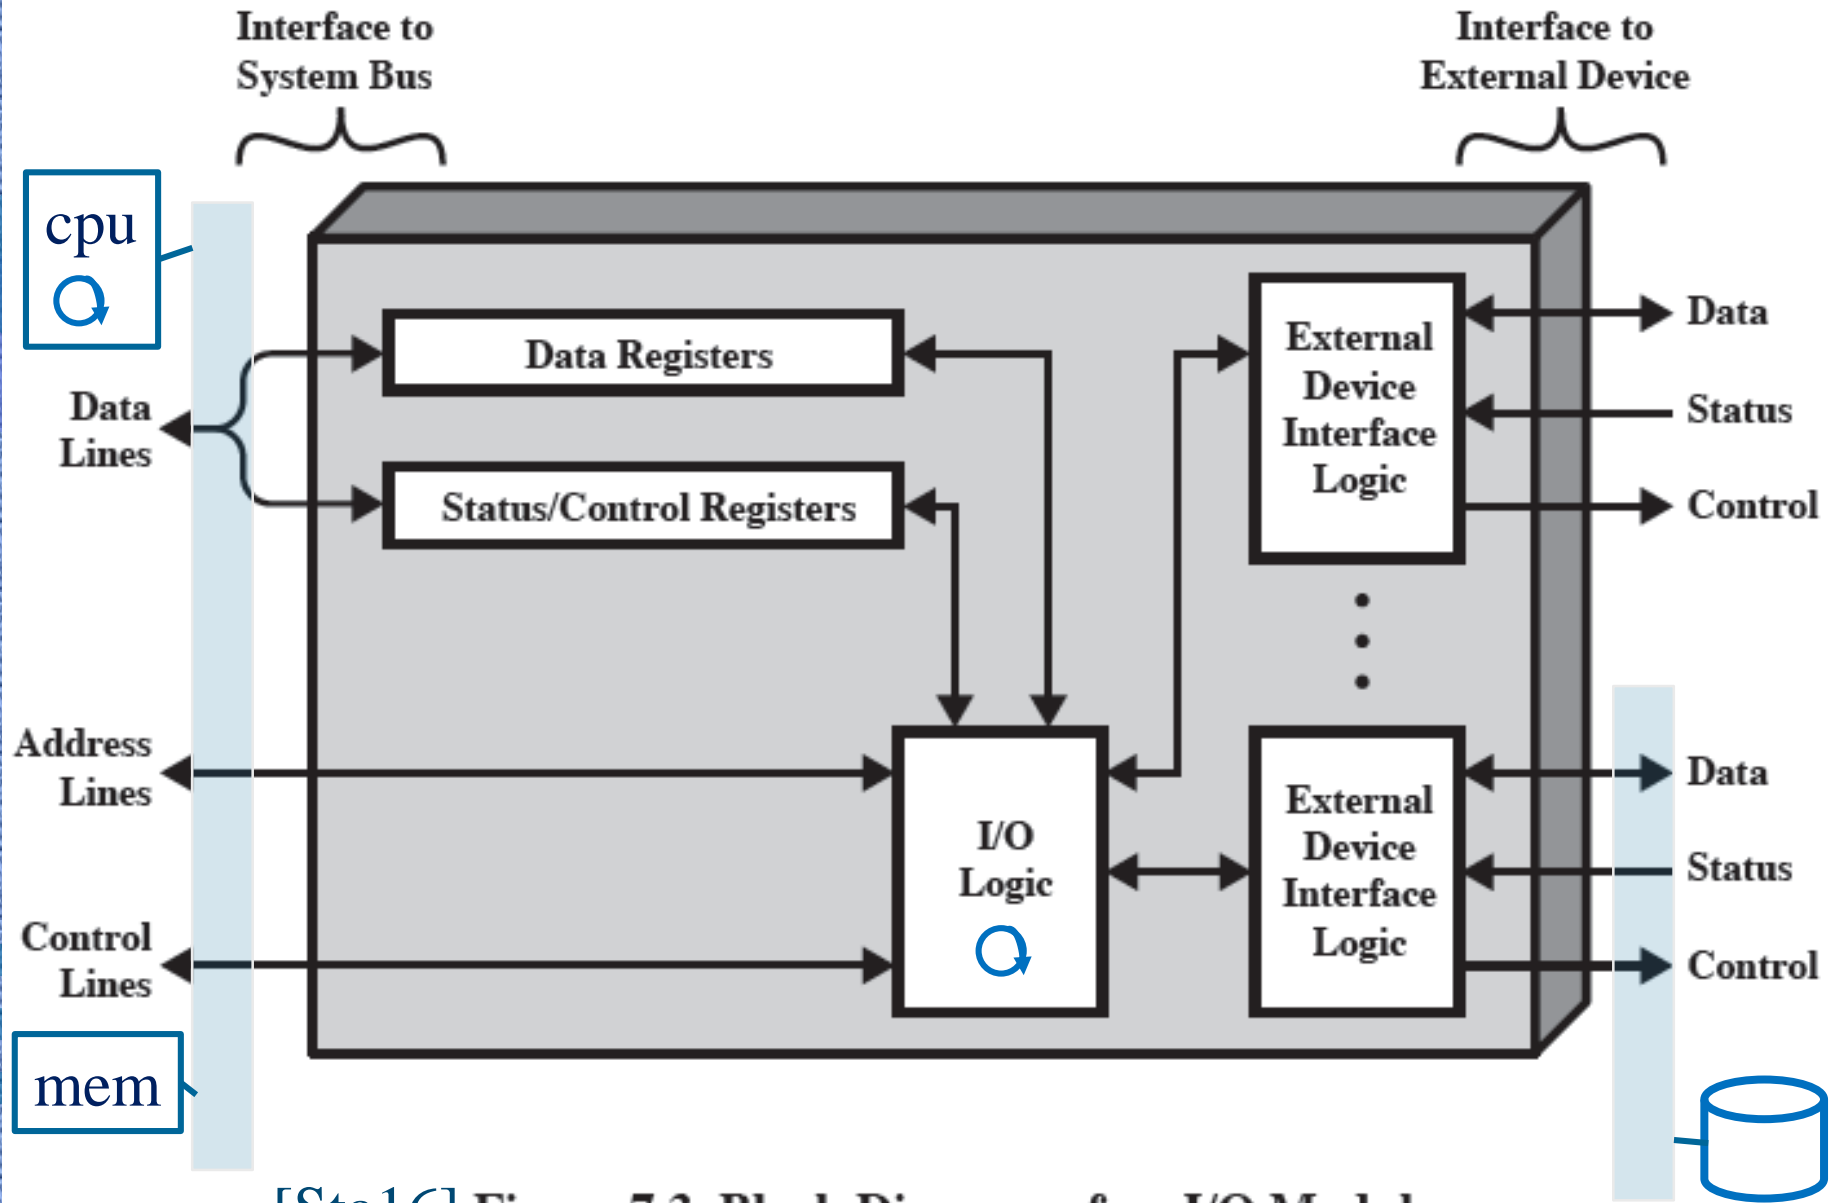 Interface to
System Bus
Interface to
External Device
cpu
Data Registers
External
Device
Interface
Logic
Data
Status
Control
Data
Lines
Status/Control Registers
Address
Lines
I/O
Logic
External
Device
Interface
Logic
Data
Status
Control
Control
Lines
mem